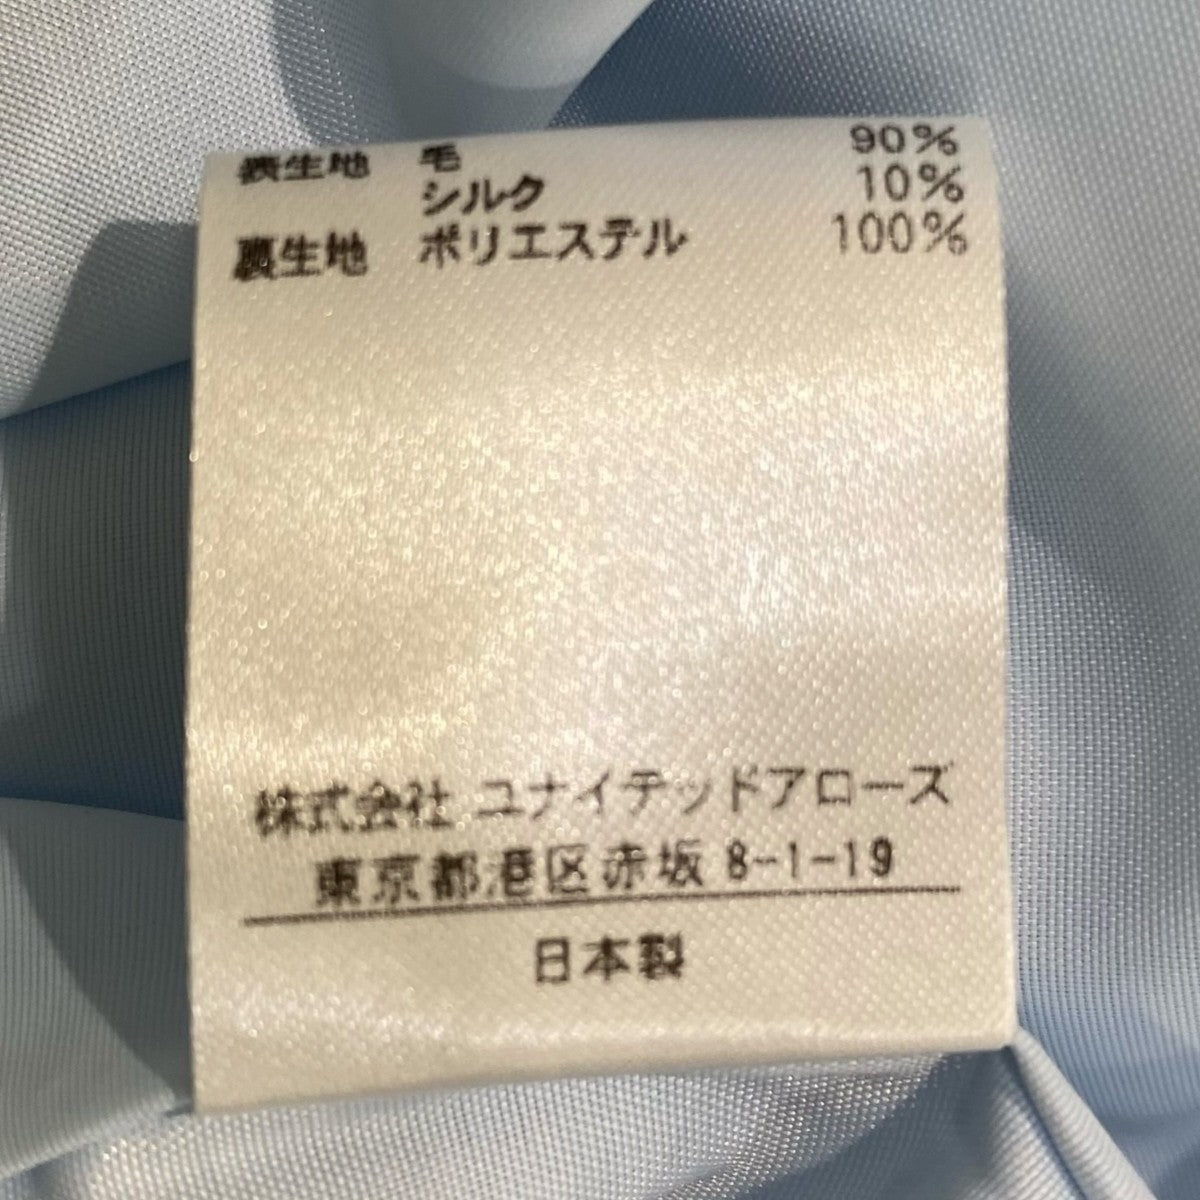 表生地 毛 90%
シルク 10%
裏生地 ポリエステル 100%
株式会社 ユナイテッドアローズ
東京都港区赤坂 8-1-19
日本製